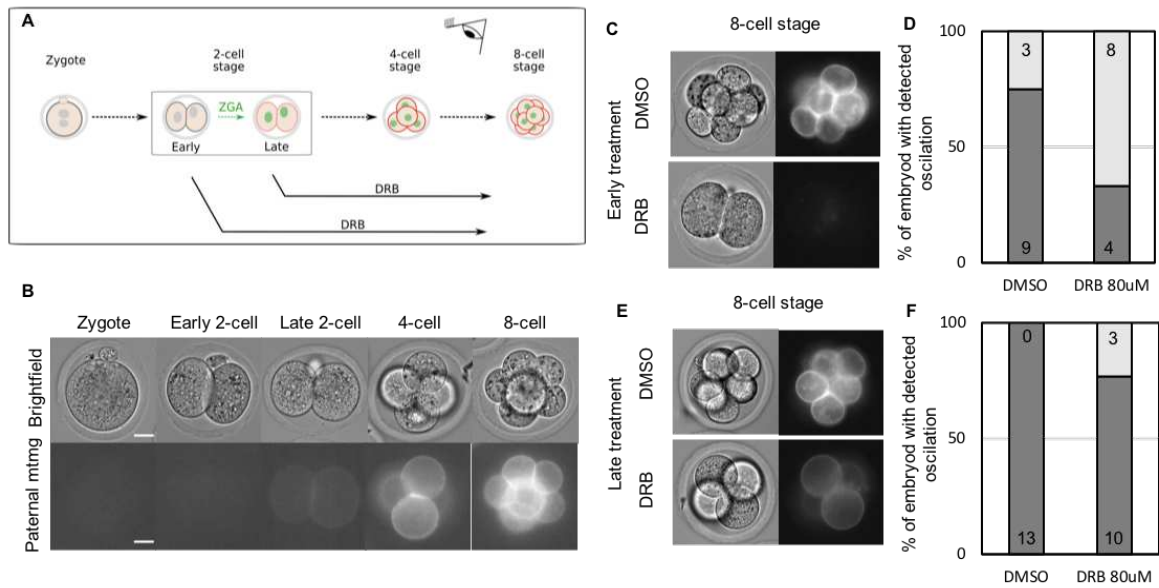 A
Zygote
2-cell
stage
4-cell
stage
8-cell
stage
ZGA
Early
Late
DRB
DRB
B
Zygote
Early 2-cell
Late 2-cell
4-cell
8-cell
Brightfield
Paternal mtmg
C
8-cell stage
Early treatment
DMSO
DRB
D
% of embryod with detected
oscilation
100
50
0
3
9
8
4
DMSO
DRB 80uM
E
8-cell stage
Late treatment
DMSO
DRB
F
% of embryod with detected
oscilation
100
50
0
0
13
3
10
DMSO
DRB 80uM